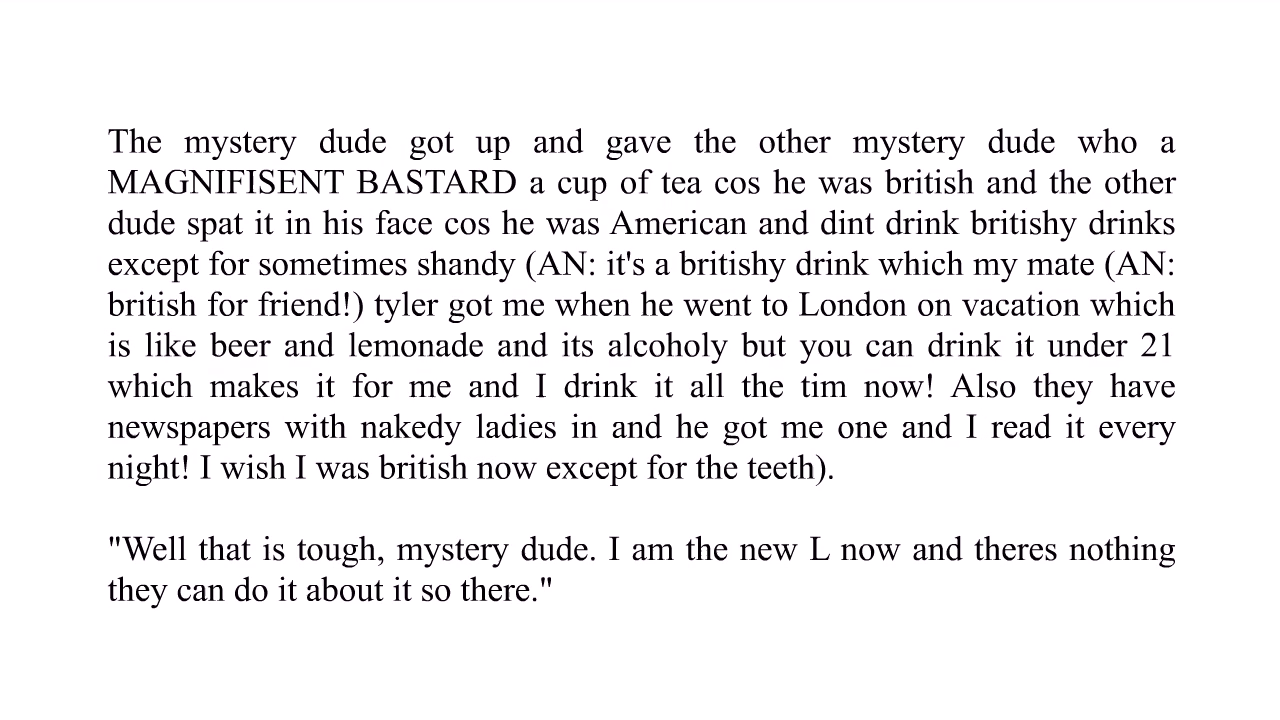 The mystery dude got up and gave the other mystery dude who a
MAGNIFISENT BASTARD a cup of tea cos he was british and the other
dude spat it in his face cos he was American and dint drink britishy drinks
except for sometimes shandy (AN: it's a britishy drink which my mate (AN:
british for friend!) tyler got me when he went to London on vacation which
is like beer and lemonade and its alcoholy but you can drink it under 21
which makes it for me and I drink it all the tim now! Also they have
newspapers with nakedy ladies in and he got me one and I read it every
night! I wish I was british now except for the teeth).
"Well that is tough, mystery dude. I am the new L now and theres nothing
they can do it about it so there."